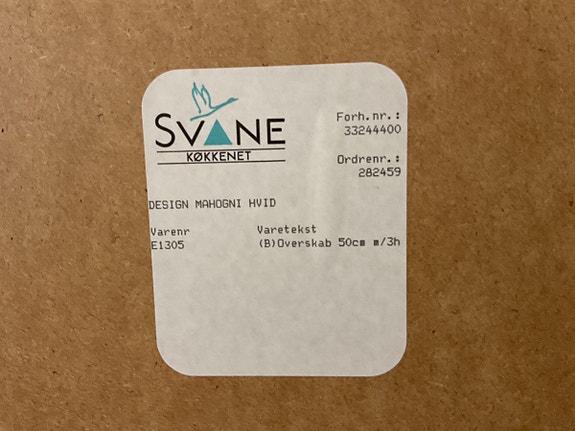 SVANE
KØKKENET
Forh.nr.:
33244400
Ordrenr.:
282459
DESIGN MAHOGNI HVID
Varenr Varetekst
E1305 (B)Overskab 50cm m/3h